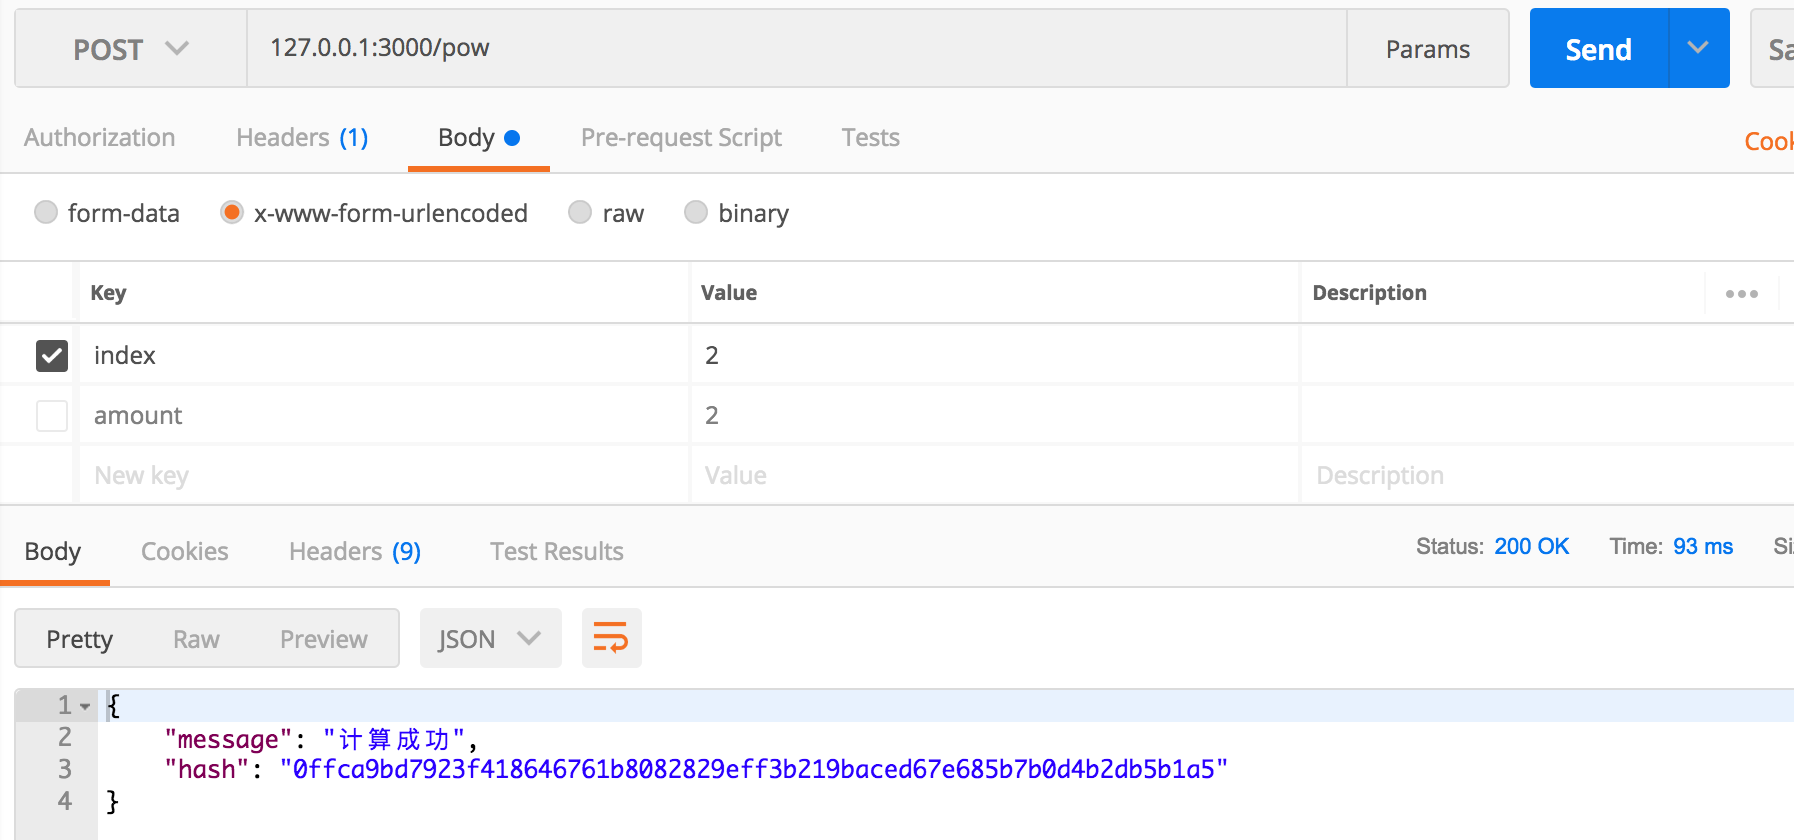 POST 127.0.0.1:3000/pow Params Send Sa
Authorization Headers (1) Body Pre-request Script Tests Cook
form-data x-www-form-urlencoded raw binary
Key Value Description
index 2
amount 2
New key Value Description
Body Cookies Headers (9) Test Results Status: 200 OK Time: 93 ms Si
Pretty Raw Preview JSON
1 {
2 "message": "计算成功",
3 "hash": "0ffca9bd7923f418646761b8082829eff3b219baced67e685b7b0d4b2db5b1a5"
4 }